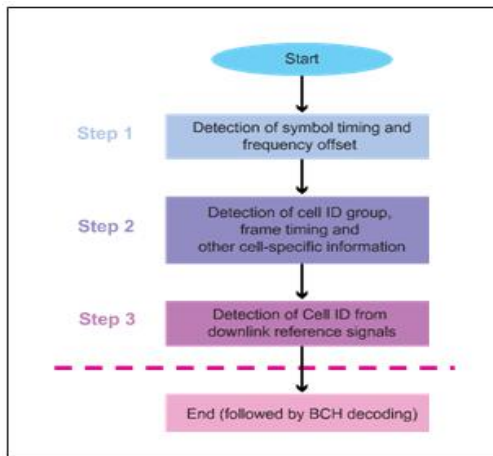 Start
Step 1
Detection of symbol timing and
frequency offset
Step 2
Detection of cell ID group,
frame timing and
other cell-specific information
Step 3
Detection of Cell ID from
downlink reference signals
End (followed by BCH decoding)